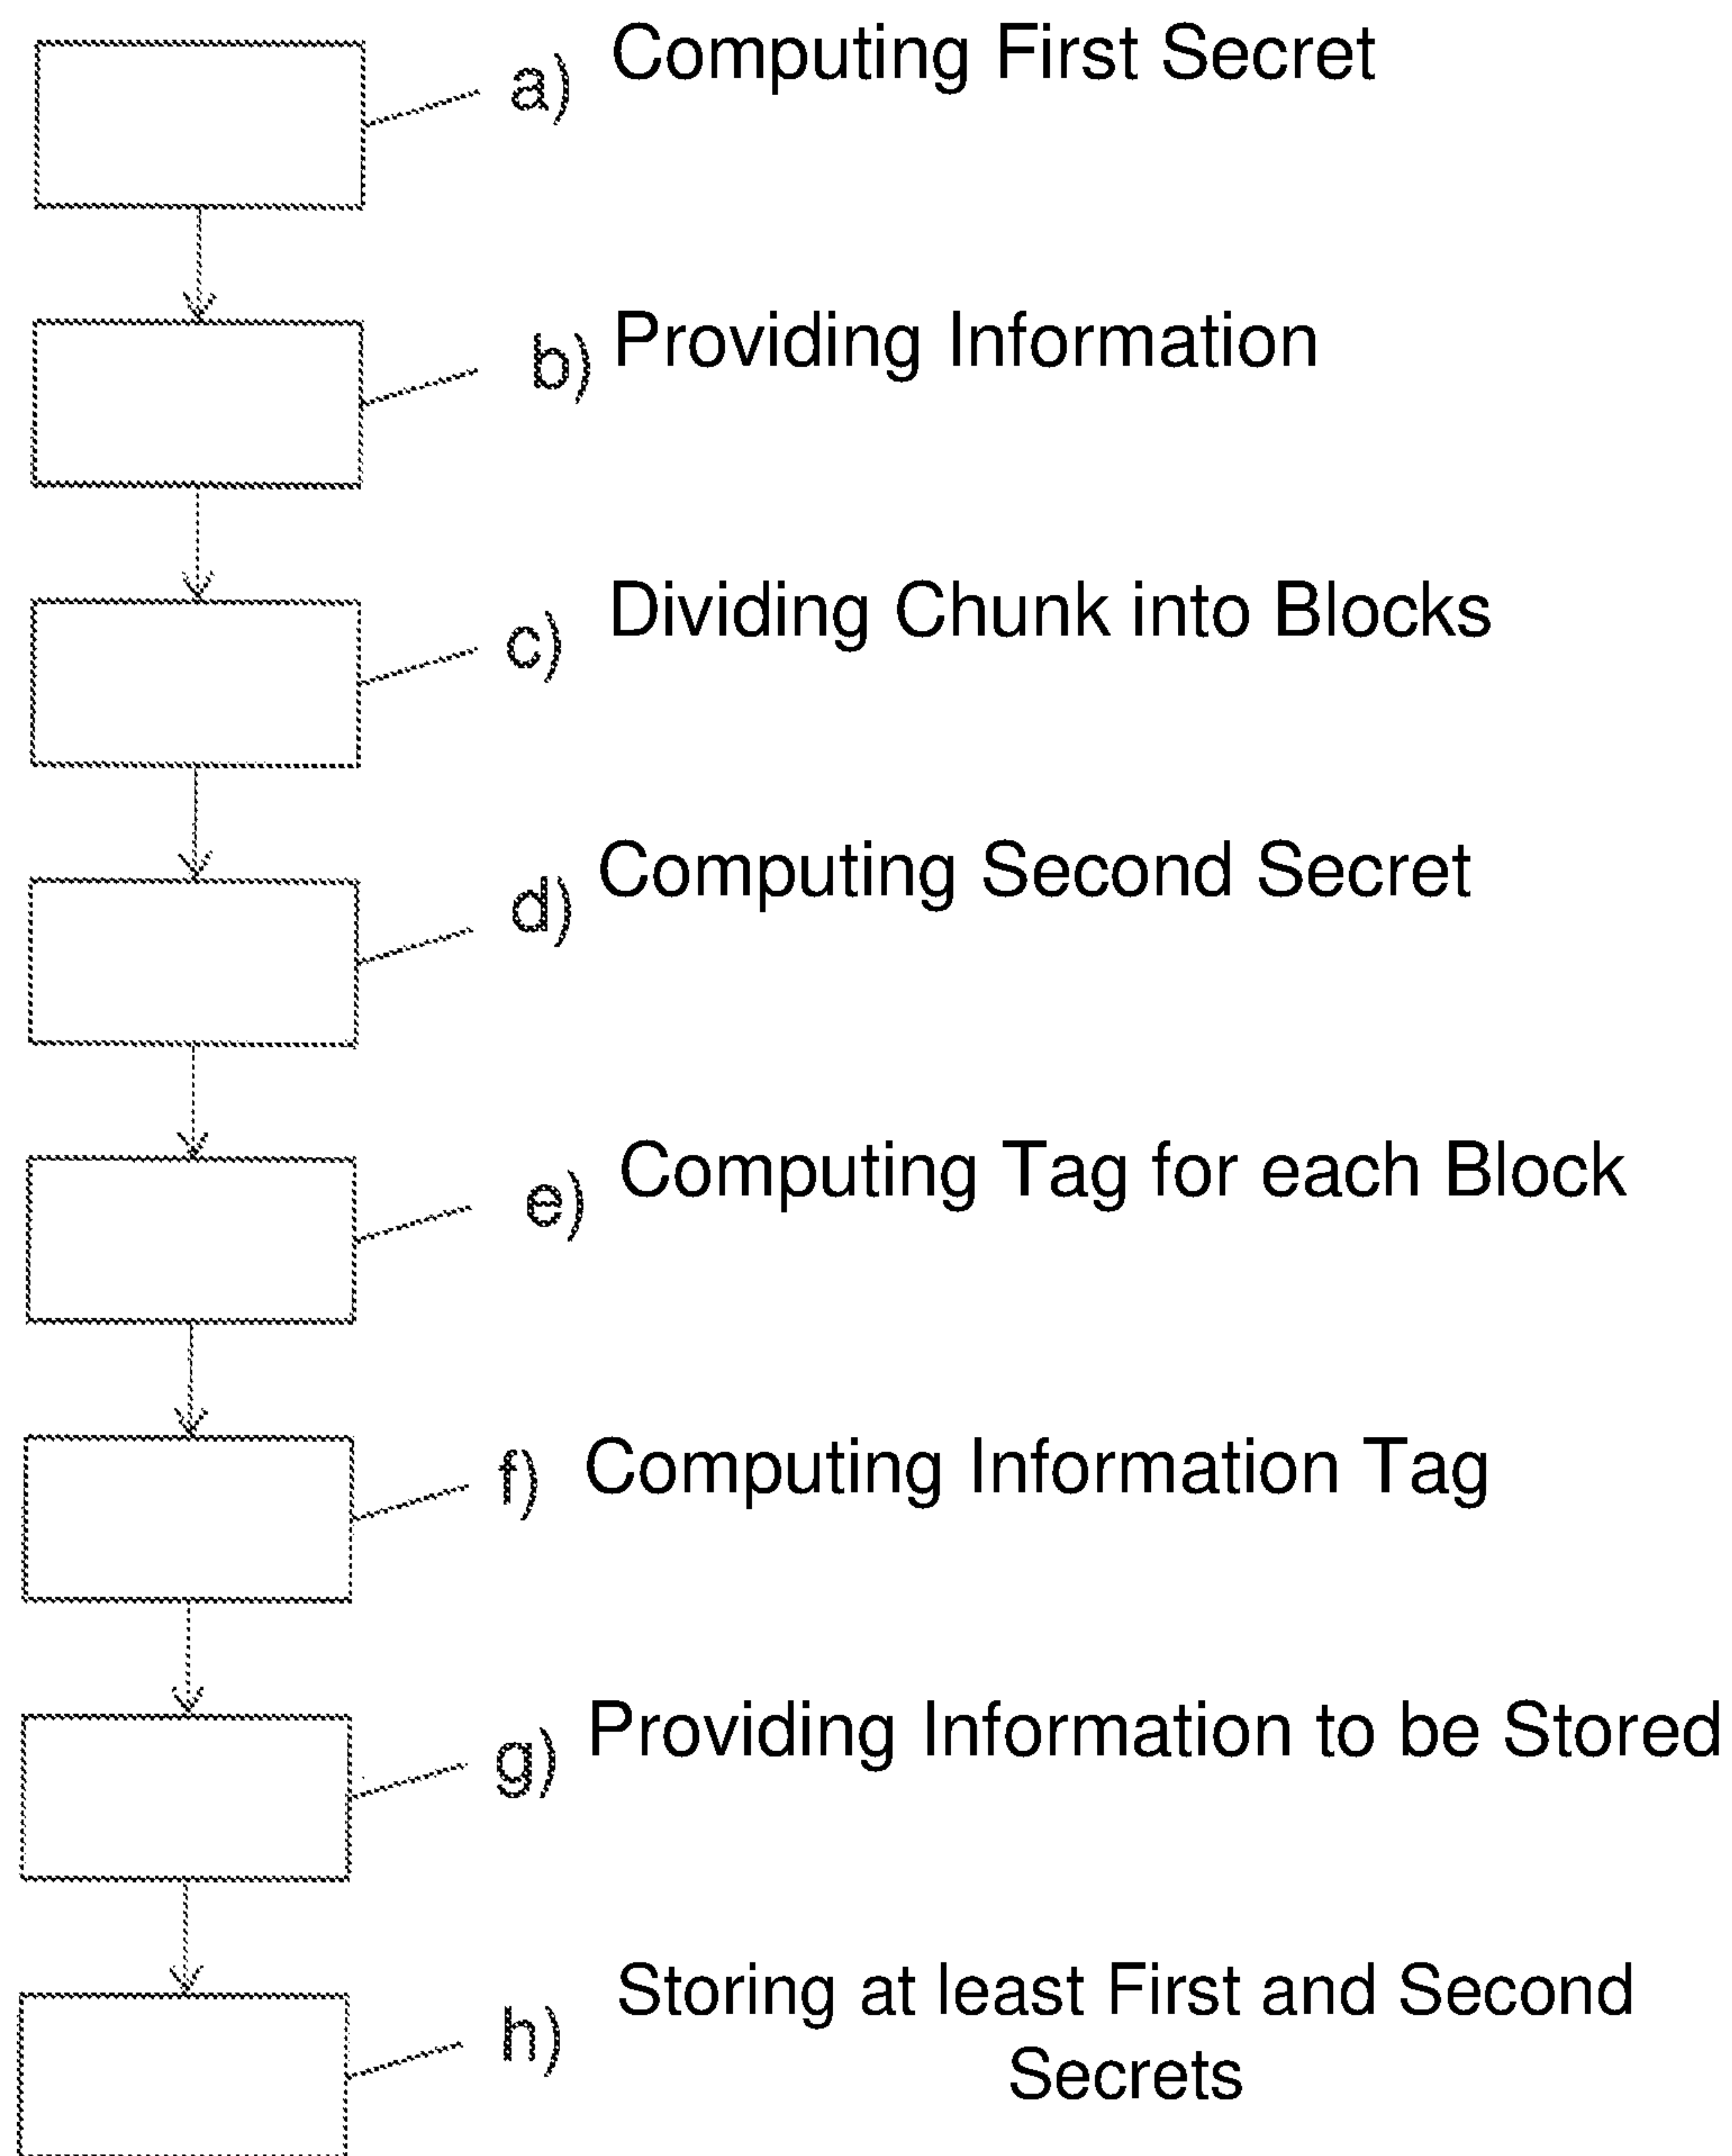 a) Computing First Secret
b) Providing Information
c) Dividing Chunk into Blocks
d) Computing Second Secret
e) Computing Tag for each Block
f) Computing Information Tag
g) Providing Information to be Stored
h) Storing at least First and Second
Secrets